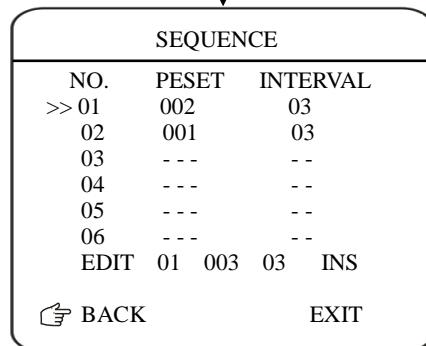 SEQUENCE
NO. PESET INTERVAL
>> 01 002 03
02 001 03
03 - - - - -
04 - - - - -
05 - - - - -
06 - - - - -
EDIT 01 003 03 INS
BACK EXIT